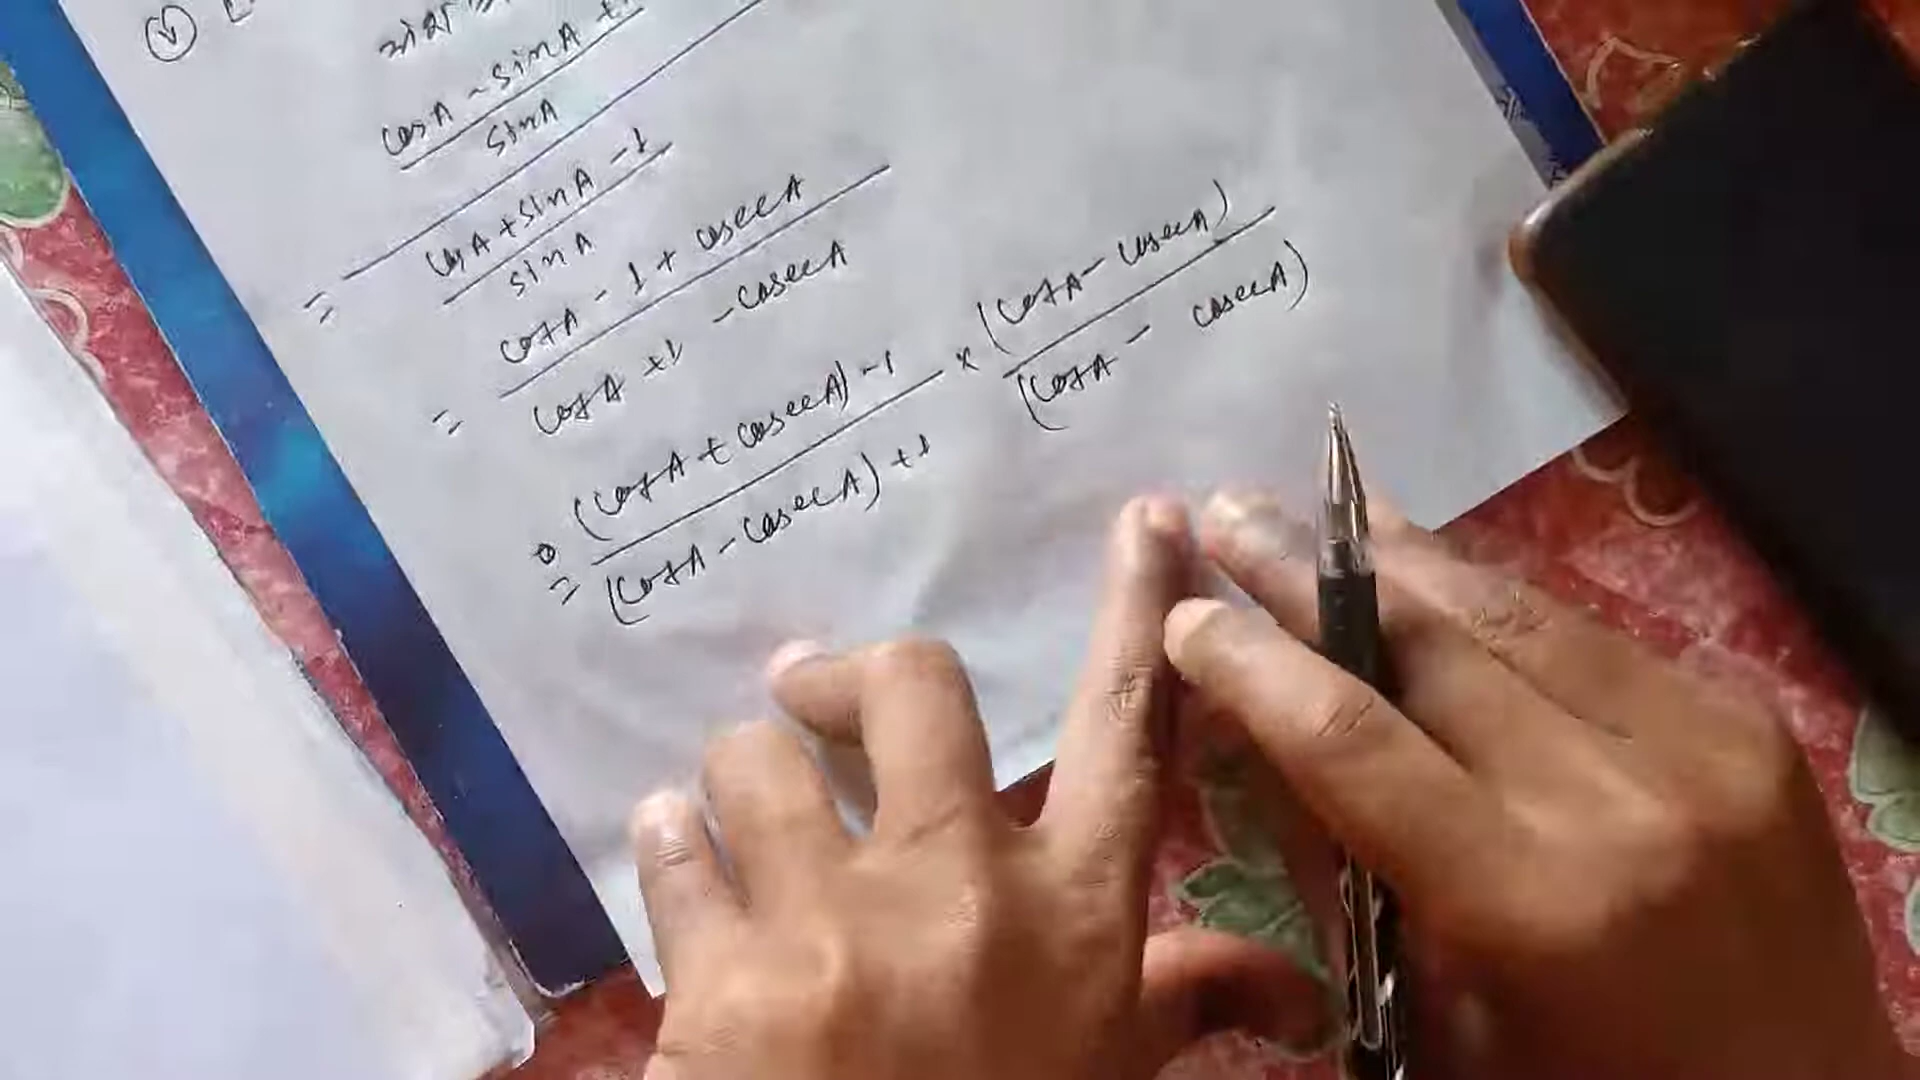 cosA - sinA +
sinA
= cosA + sinA - 1
sinA
= cotA - 1 + cosecA
cotA + 1 - cosecA
= (cotA + cosecA) - 1 × (cotA - cosecA)
(cotA - cosecA) + 1 (cotA - cosecA)